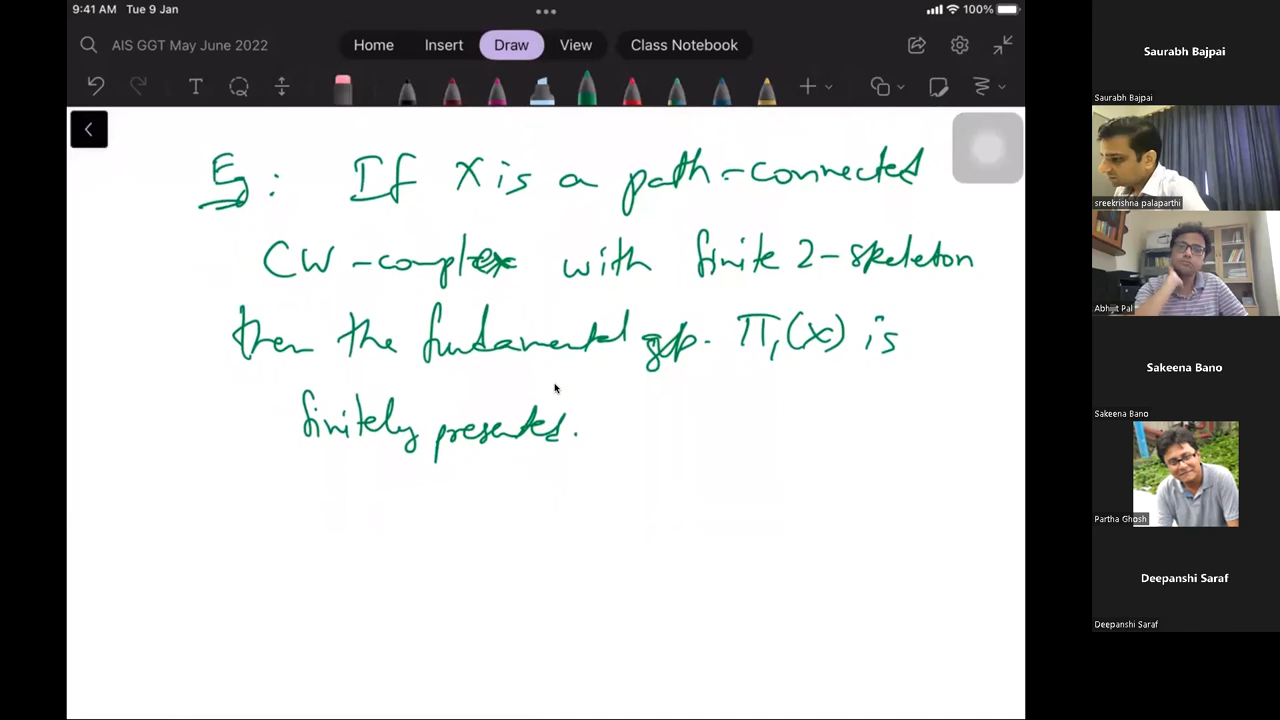 9:41 AM Tue 9 Jan
100%
AIS GGT May June 2022
Home Insert Draw View Class Notebook
T
Eg: If X is a path-connected
CW-complex with finite 2-skeleton
then the fundamental gp. π₁(X) is
finitely presented.
Saurabh Bajpai
Saurabh Bajpai
sreekrishna palaparthi
Abhijit Pal
Sakeena Bano
Sakeena Bano
Partha Ghosh
Deepanshi Saraf
Deepanshi Saraf